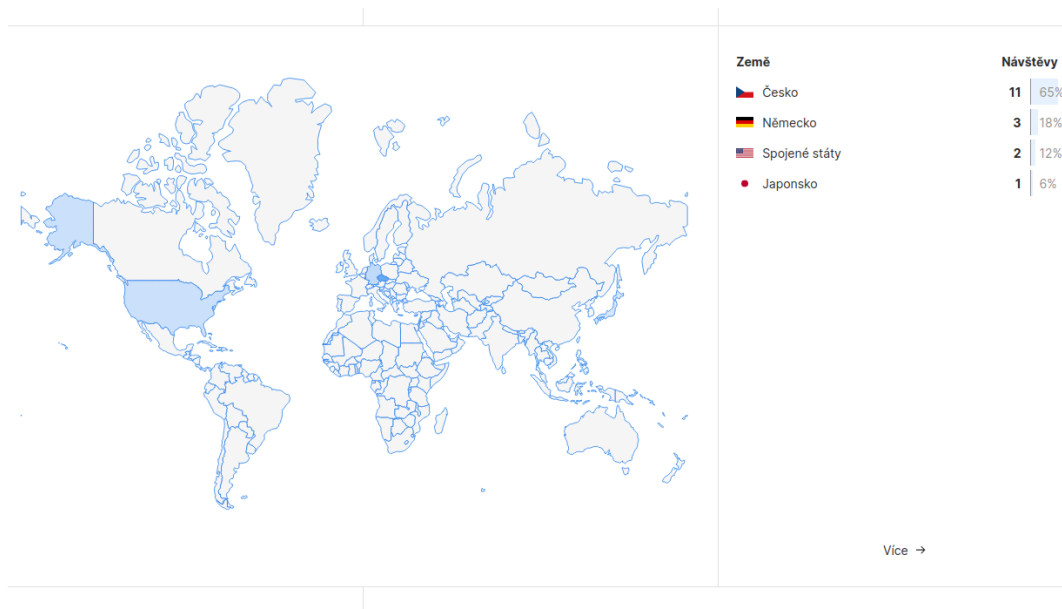 Země Návštěvy
Česko 11 65%
Německo 3 18%
Spojené státy 2 12%
Japonsko 1 6%
Více →